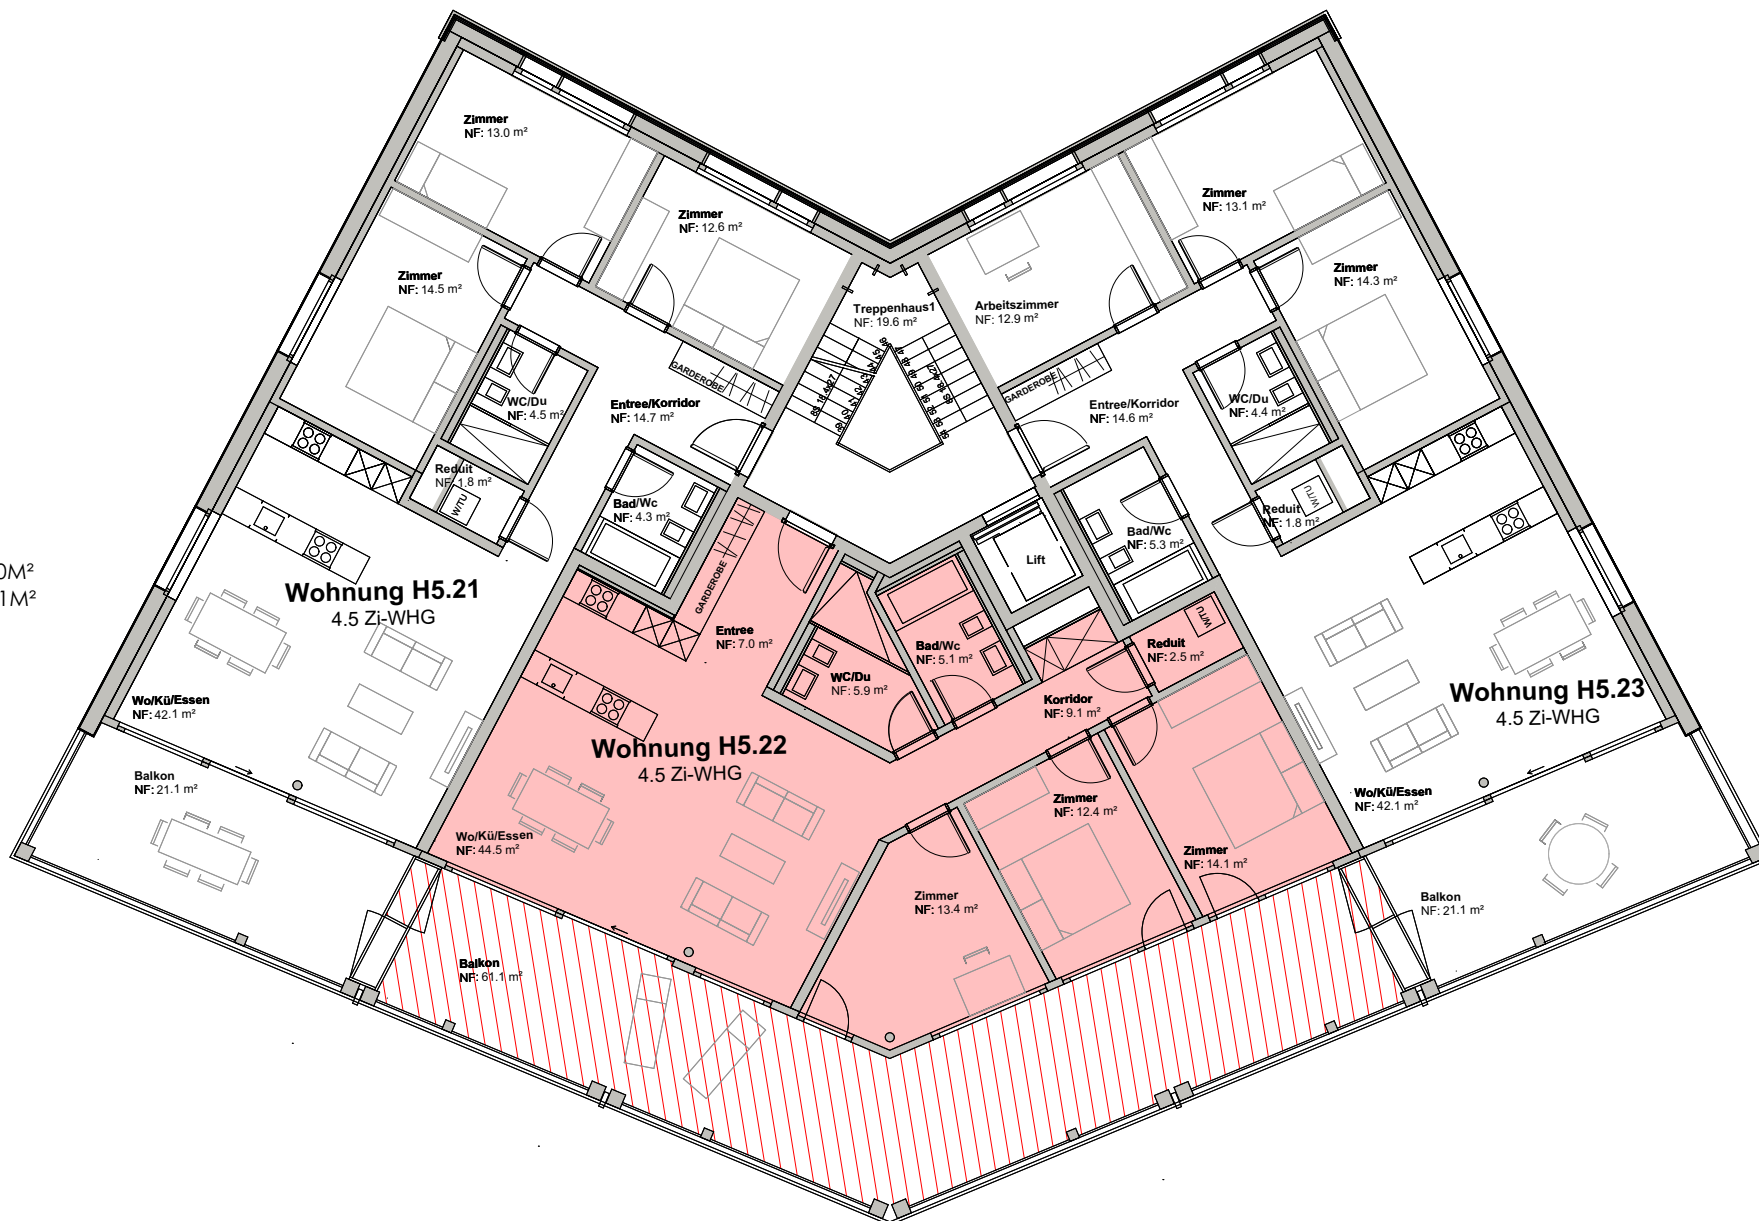 Zimmer
NF: 13.0 m²
Zimmer
NF: 12.6 m²
Zimmer
NF: 14.5 m²
Treppenhaus1
NF: 19.6 m²
Arbeitszimmer
NF: 12.9 m²
Zimmer
NF: 13.1 m²
Zimmer
NF: 14.3 m²
GARDEROBE
GARDEROBE
WC/Du
NF: 4.5 m²
Entree/Korridor
NF: 14.7 m²
Entree/Korridor
NF: 14.6 m²
WC/Du
NF: 4.4 m²
Reduit
NF: 1.8 m²
W/TU
Bad/Wc
NF: 4.3 m²
Lift
Bad/Wc
NF: 5.3 m²
Reduit
NF: 1.8 m²
W/TU
0M²
1M²
Wohnung H5.21
4.5 Zi-WHG
GARDEROBE
Entree
NF: 7.0 m²
WC/Du
NF: 5.9 m²
Bad/Wc
NF: 5.1 m²
Reduit
NF: 2.5 m²
W/TU
Korridor
NF: 9.1 m²
Wohnung H5.23
4.5 Zi-WHG
Wo/Kü/Essen
NF: 42.1 m²
Wohnung H5.22
4.5 Zi-WHG
Balkon
NF: 21.1 m²
Wo/Kü/Essen
NF: 44.5 m²
Zimmer
NF: 12.4 m²
Wo/Kü/Essen
NF: 42.1 m²
Zimmer
NF: 14.1 m²
Zimmer
NF: 13.4 m²
Balkon
NF: 21.1 m²
Balkon
NF: 61.1 m²